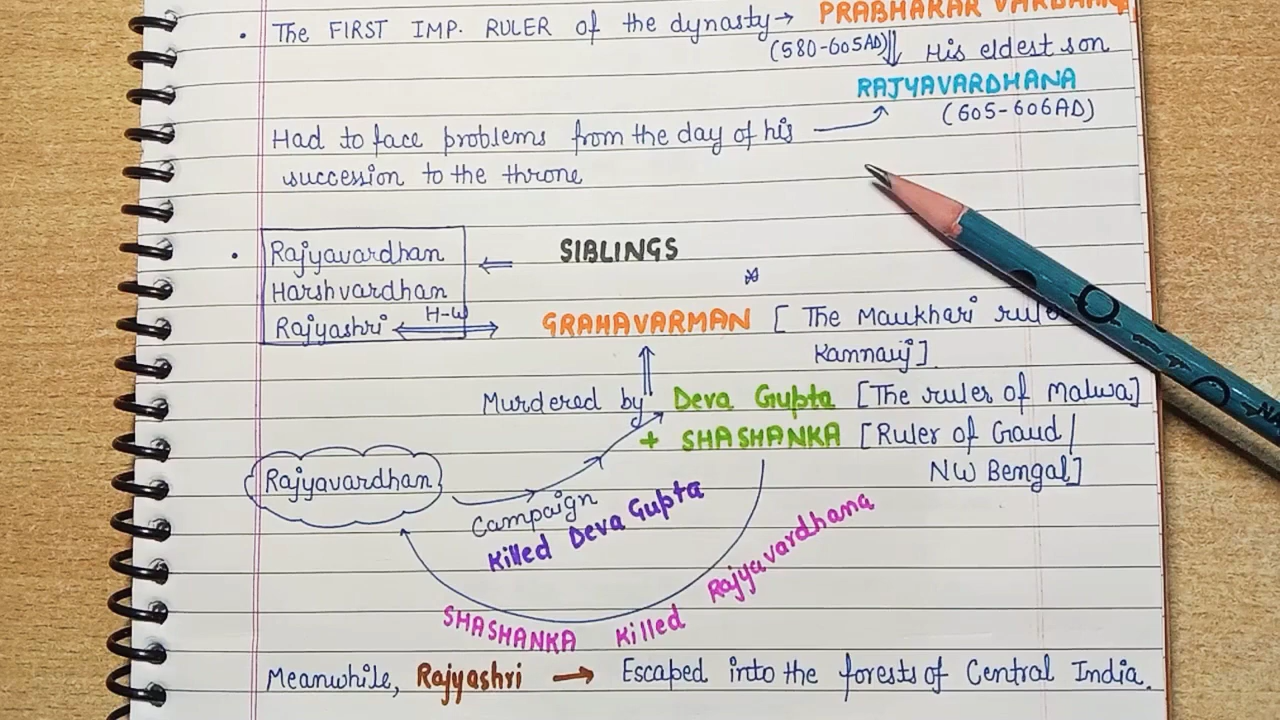 • The FIRST IMP. RULER of the dynasty → PRABHAKAR VARDHANA
(580-605AD) ⇓ His eldest son
RAJYAVARDHANA
(605-606AD)
Had to face problems from the day of his
succession to the throne
• Rajyavardhan ⇐ SIBLINGS
Harshvardhan
Rajyashri H-W GRAHAVARMAN [ The Maukhari
Kannauj]
Murdered by Deva Gupta [The ruler of Malwa]
+ SHASHANKA [Ruler of Gaud/
NW Bengal]
Rajyavardhan
Campaign
Killed Deva Gupta
SHASHANKA Killed Rajyavardhana
Meanwhile, Rajyashri → Escaped into the forests of Central India.